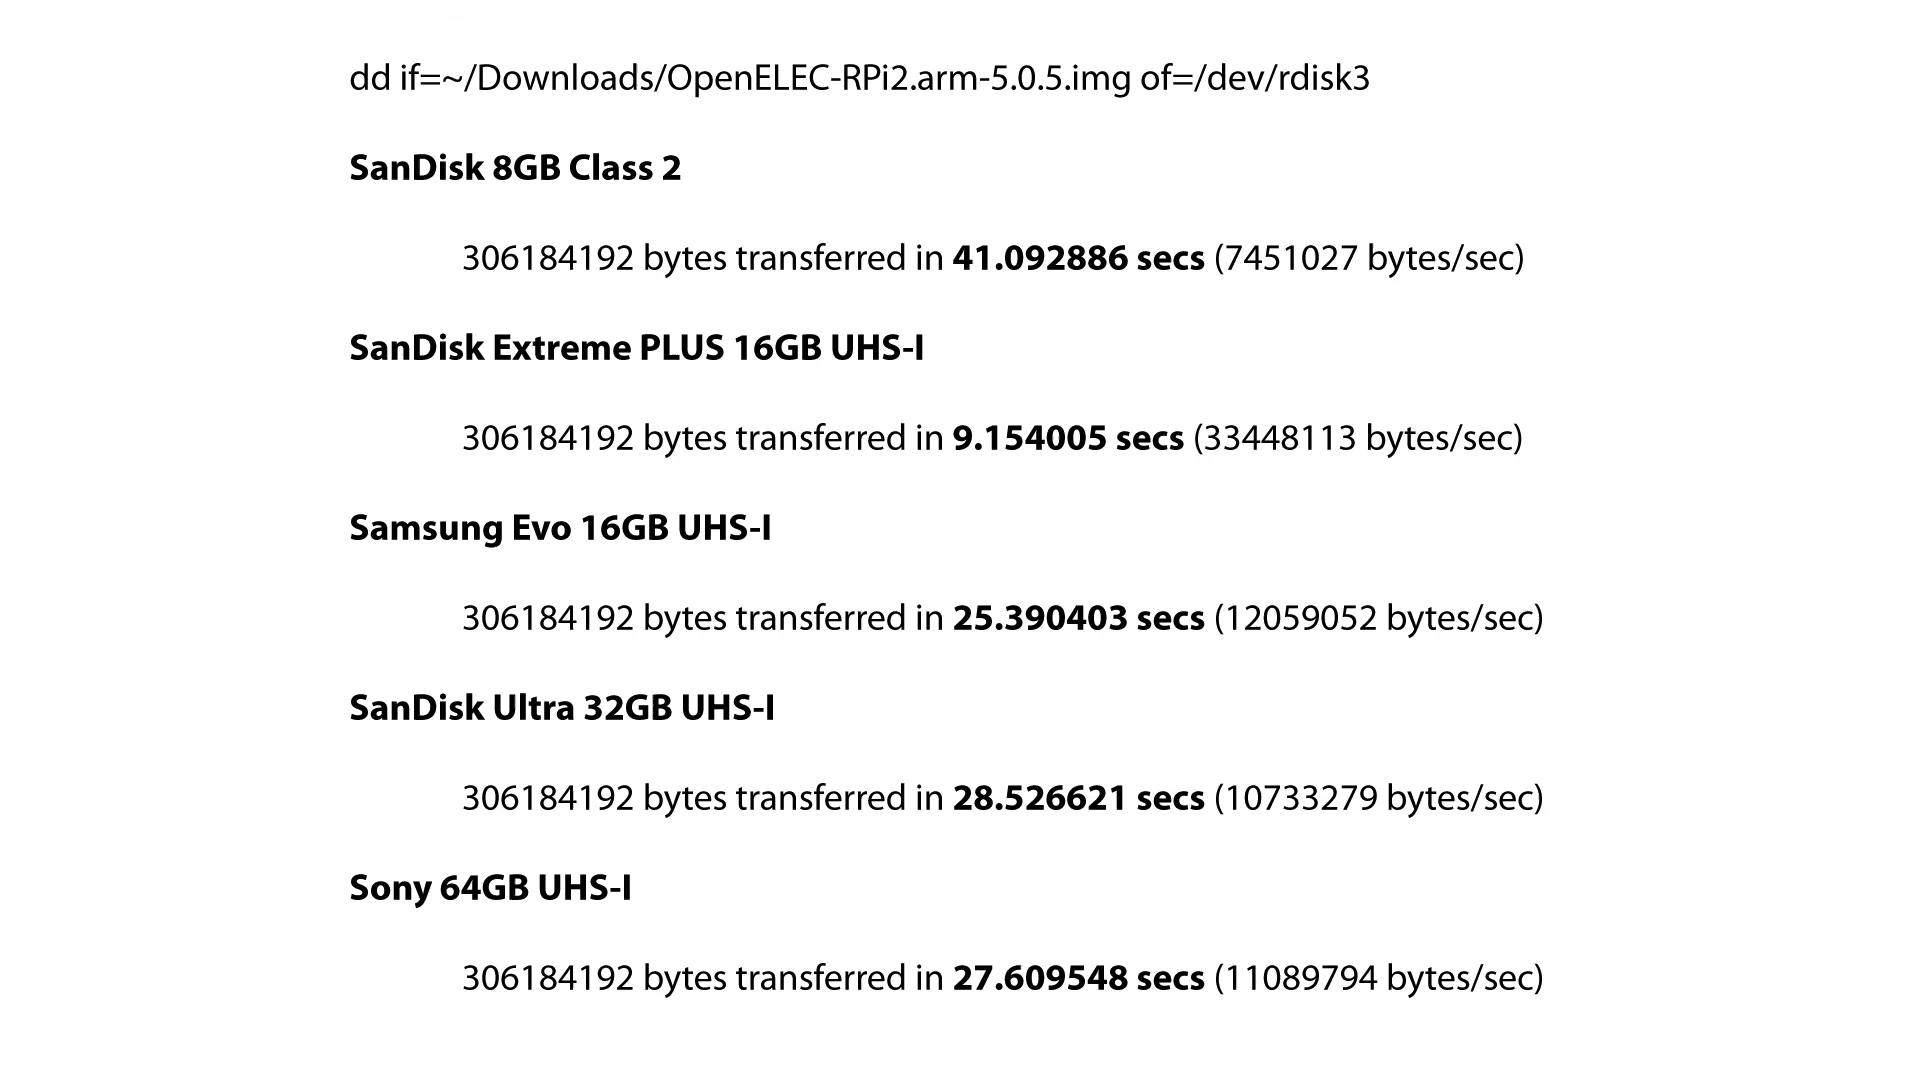 dd if=~/Downloads/OpenELEC-RPi2.arm-5.0.5.img of=/dev/rdisk3
SanDisk 8GB Class 2
306184192 bytes transferred in 41.092886 secs (7451027 bytes/sec)
SanDisk Extreme PLUS 16GB UHS-I
306184192 bytes transferred in 9.154005 secs (33448113 bytes/sec)
Samsung Evo 16GB UHS-I
306184192 bytes transferred in 25.390403 secs (12059052 bytes/sec)
SanDisk Ultra 32GB UHS-I
306184192 bytes transferred in 28.526621 secs (10733279 bytes/sec)
Sony 64GB UHS-I
306184192 bytes transferred in 27.609548 secs (11089794 bytes/sec)